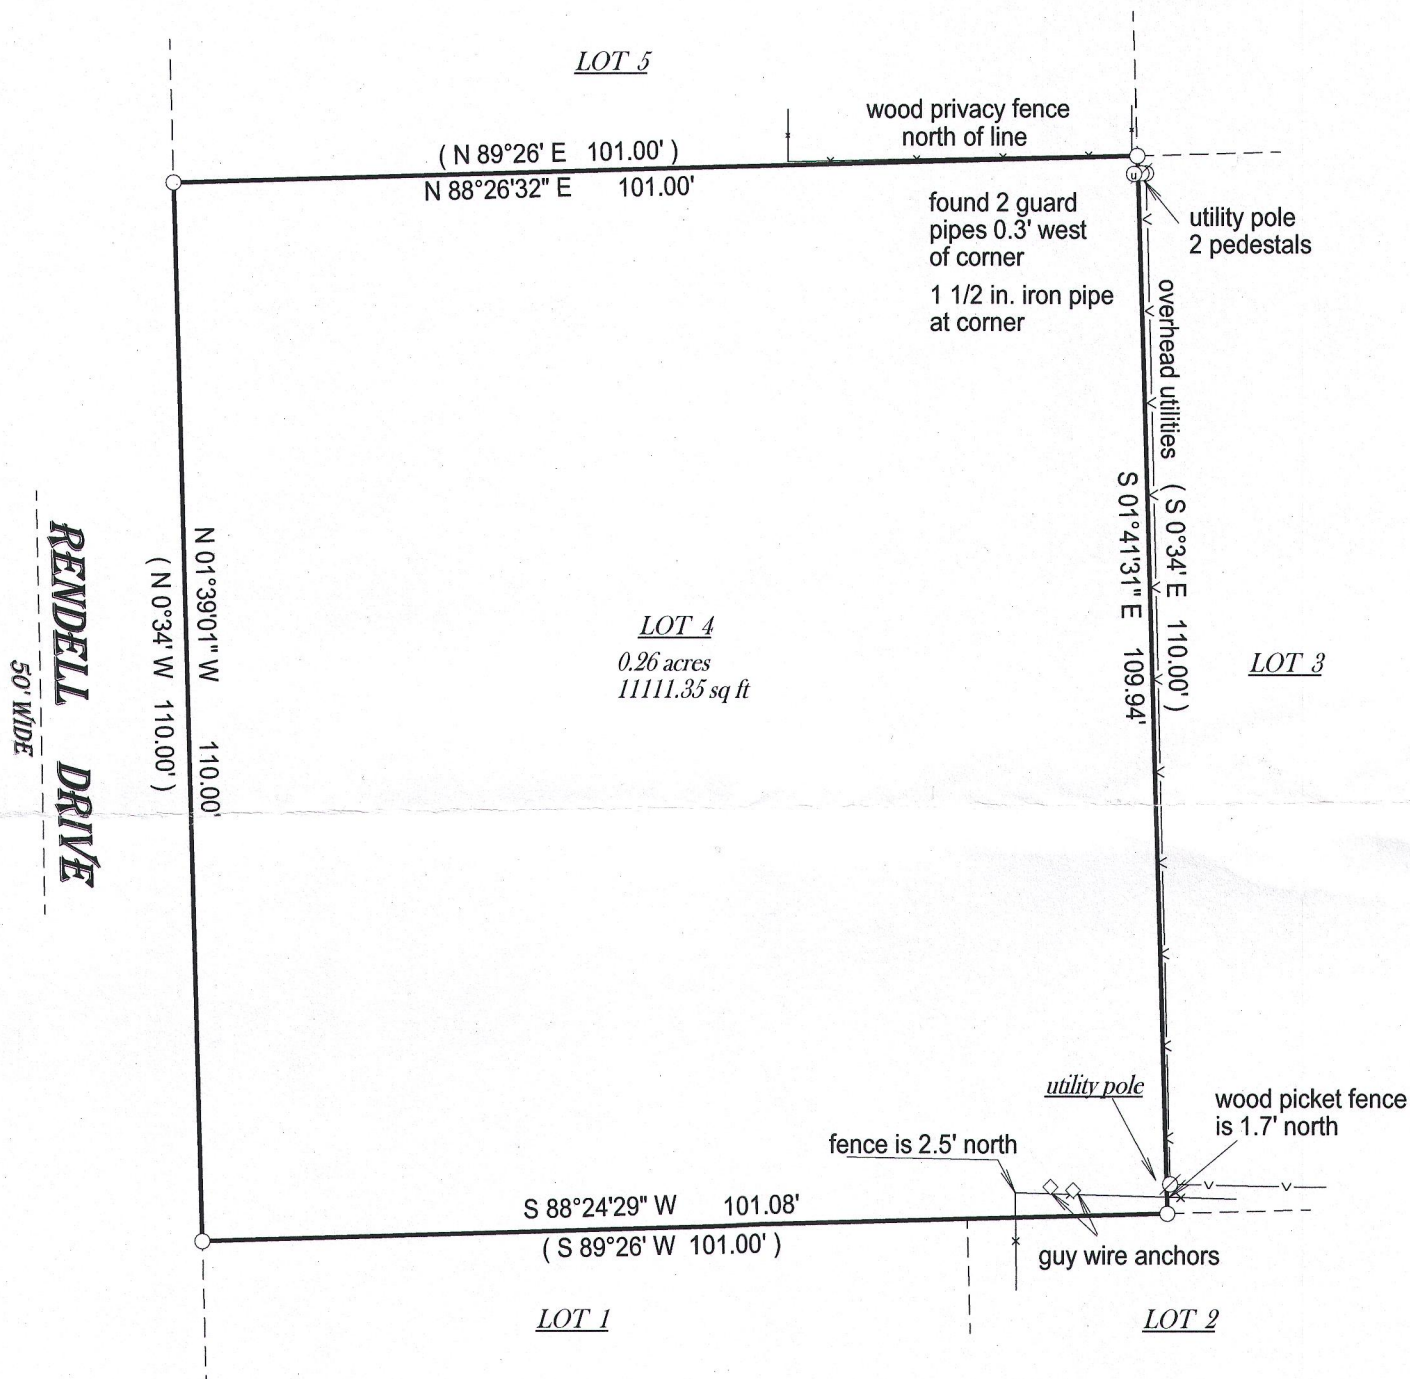 LOT 5
wood privacy fence
north of line
( N 89°26' E 101.00' )
N 88°26'32" E 101.00'
found 2 guard
pipes 0.3' west
of corner
1 1/2 in. iron pipe
at corner
u
utility pole
2 pedestals
overhead utilities
( S 0°34' E 110.00' )
S 01°41'31" E 109.94'
N 01°39'01" W 110.00'
( N 0°34' W 110.00' )
RENDELL DRIVE
50' WIDE
LOT 4
0.26 acres
11111.35 sq ft
LOT 3
utility pole
wood picket fence
is 1.7' north
fence is 2.5' north
S 88°24'29" W 101.08'
( S 89°26' W 101.00' )
guy wire anchors
LOT 1
LOT 2